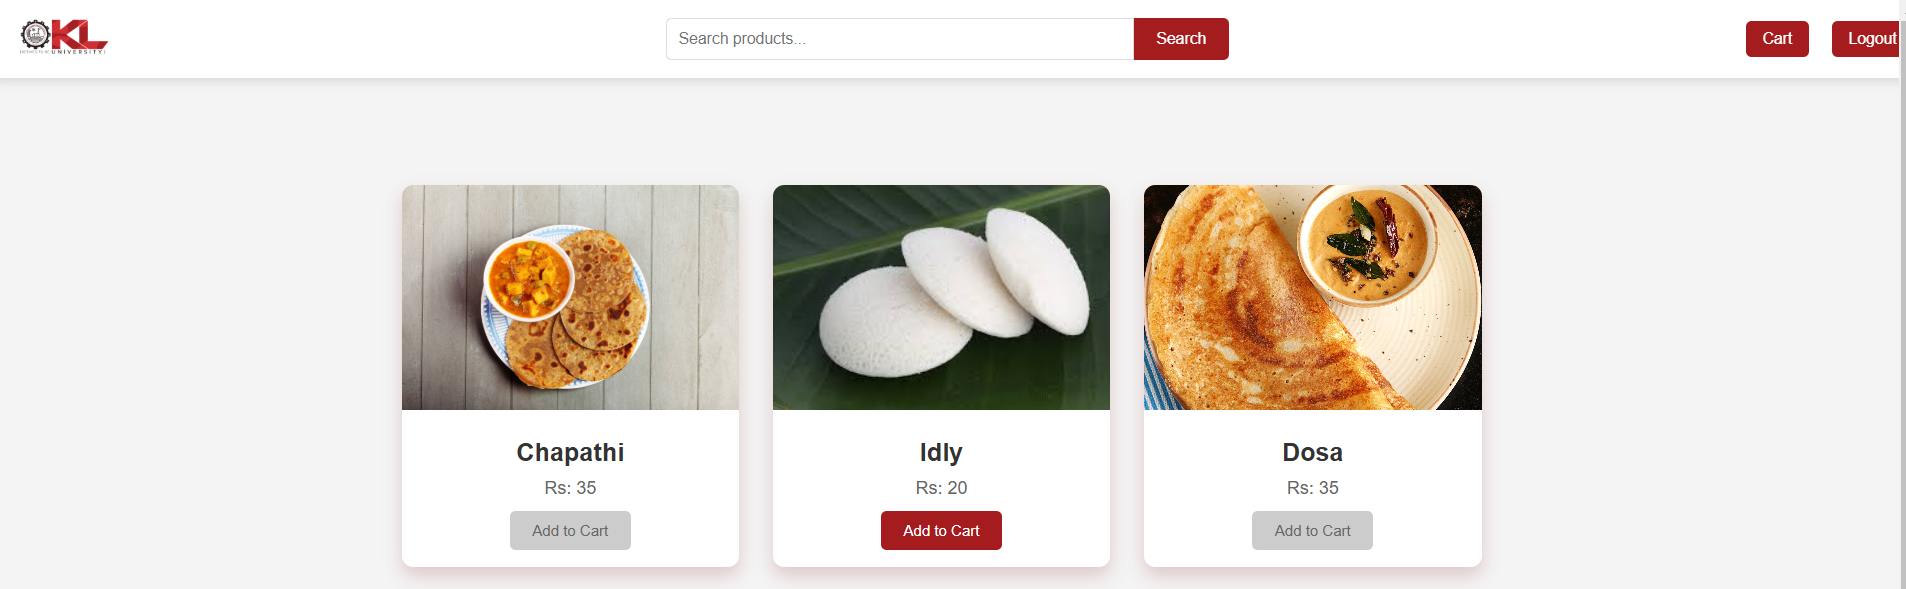 KL
UNIVERSITY
Search products...
Search
Cart
Logout
Chapathi
Idly
Dosa
Rs: 35
Rs: 20
Rs: 35
Add to Cart
Add to Cart
Add to Cart